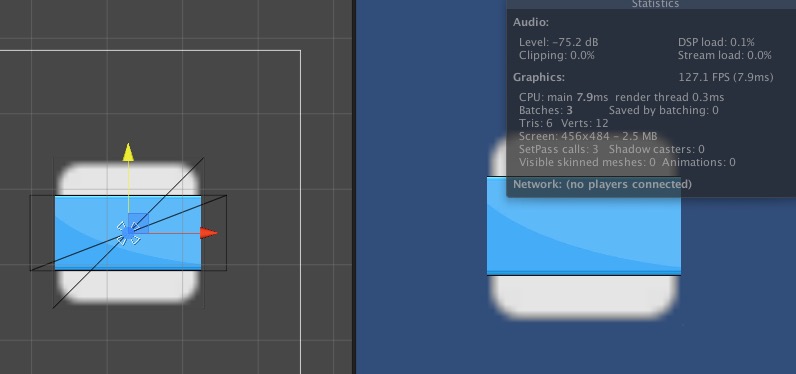 Statistics
Audio:
Level: -75.2 dB DSP load: 0.1%
Clipping: 0.0% Stream load: 0.0%
Graphics: 127.1 FPS (7.9ms)
CPU: main 7.9ms render thread 0.3ms
Batches: 3 Saved by batching: 0
Tris: 6 Verts: 12
Screen: 456x484 - 2.5 MB
SetPass calls: 3 Shadow casters: 0
Visible skinned meshes: 0 Animations: 0
Network: (no players connected)